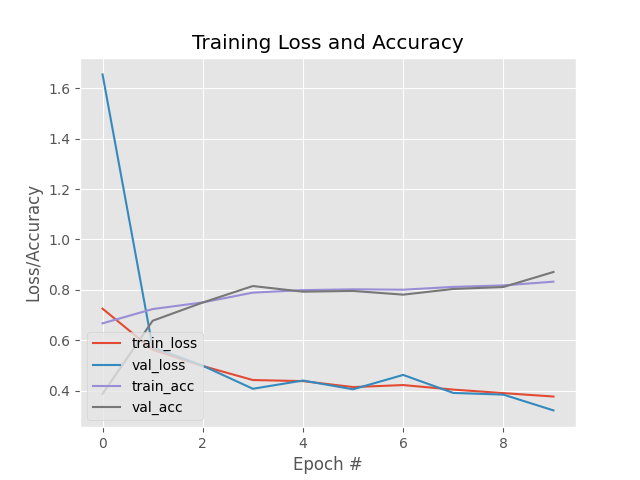 Training Loss and Accuracy
1.6
1.4
1.2
1.0
0.8
0.6
0.4
Loss/Accuracy
train_loss
val_loss
train_acc
val_acc
0 2 4 6 8
Epoch #